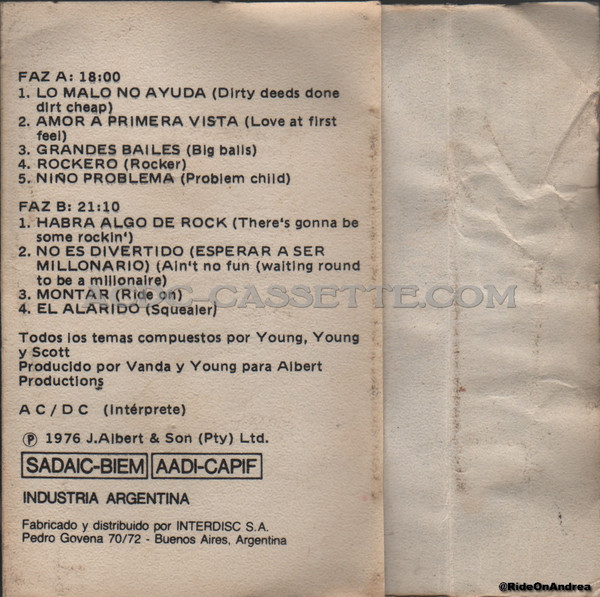 FAZ A: 18:00
1. LO MALO NO AYUDA (Dirty deeds done
dirt cheap)
2. AMOR A PRIMERA VISTA (Love at first
feel)
3. GRANDES BAILES (Big balls)
4. ROCKERO (Rocker)
5. NIÑO PROBLEMA (Problem child)
FAZ B: 21:10
1. HABRA ALGO DE ROCK (There's gonna be
some rockin')
2. NO ES DIVERTIDO (ESPERAR A SER
MILLONARIO) (Ain't no fun (waiting round
to be a milionaire)
3. MONTAR (Ride on)
4. EL ALARIDO (Squealer)
Todos los temas compuestos por Young, Young
y Scott
Producido por Vanda y Young para Albert
Productions
AC/DC (Intérprete)
Ⓟ 1976 J.Albert & Son (Pty) Ltd.
SADAIC-BIEM AADI-CAPIF
INDUSTRIA ARGENTINA
Fabricado y distribuido por INTERDISC S.A.
Pedro Govena 70/72 - Buenos Aires, Argentina
@RideOnAndrea